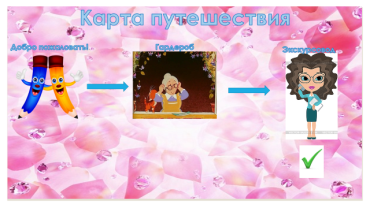 Карта путешествия
Добро пожаловать!
Гардероб